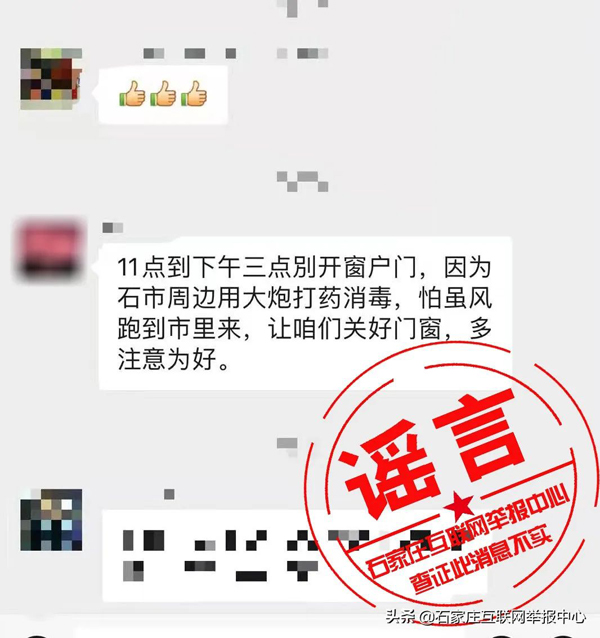 11点到下午三点别开窗户门，因为
石市周边用大炮打药消毒，怕虽风
跑到市里来，让咱们关好门窗，多
注意为好。
谣言
石家庄互联网举报中心
查证此消息不实
头条 @石家庄互联网举报中心